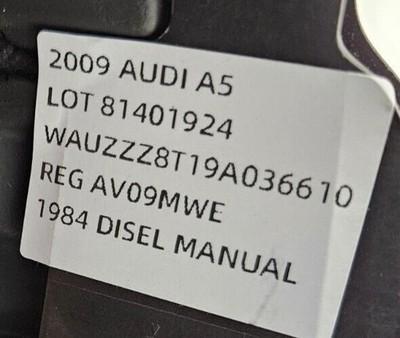 2009 AUDI A5
LOT 81401924
WAUZZZ8T19A036610
REG AV09MWE
1984 DISEL MANUAL